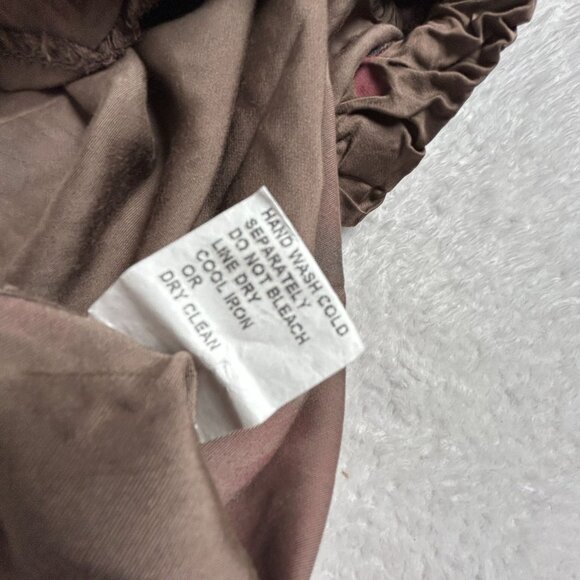 HAND WASH COLD
SEPARATELY
DO NOT BLEACH
LINE DRY
COOL IRON
OR
DRY CLEAN